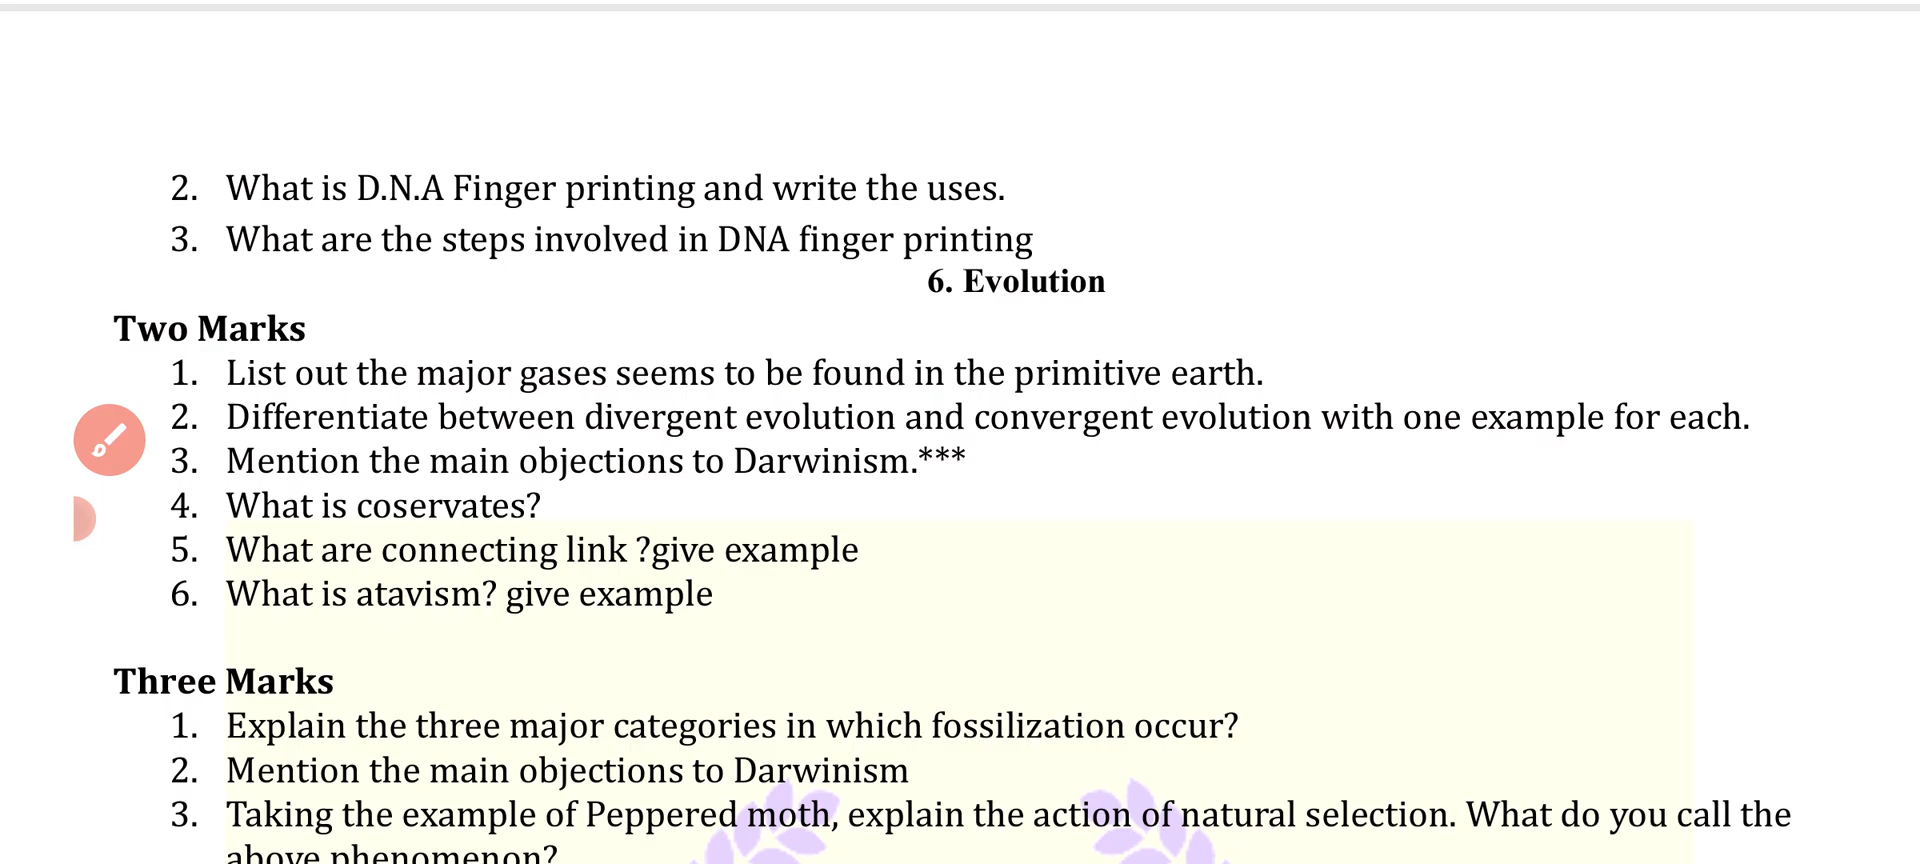 2. What is D.N.A Finger printing and write the uses.
3. What are the steps involved in DNA finger printing
6. Evolution
Two Marks
1. List out the major gases seems to be found in the primitive earth.
2. Differentiate between divergent evolution and convergent evolution with one example for each.
3. Mention the main objections to Darwinism.***
4. What is coservates?
5. What are connecting link ?give example
6. What is atavism? give example
Three Marks
1. Explain the three major categories in which fossilization occur?
2. Mention the main objections to Darwinism
3. Taking the example of Peppered moth, explain the action of natural selection. What do you call the
above phenomenon?